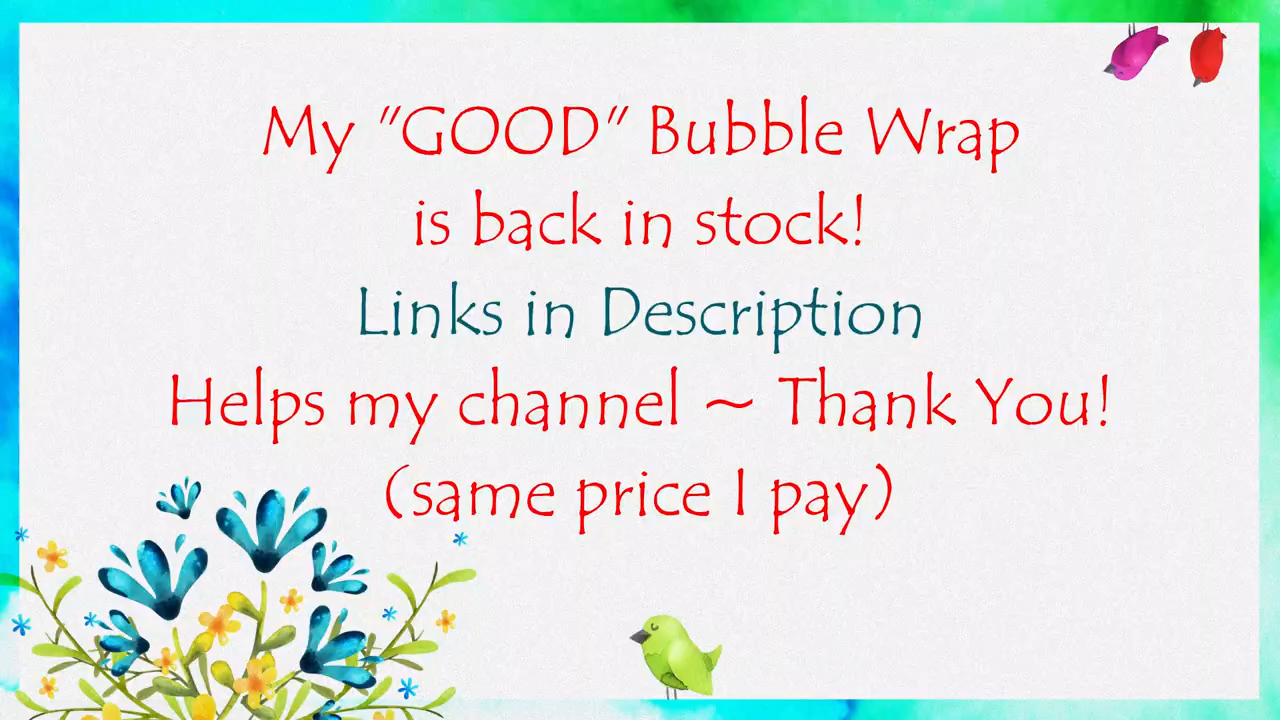 My "GOOD" Bubble Wrap
is back in stock!
Links in Description
Helps my channel ~ Thank You!
(same price I pay)